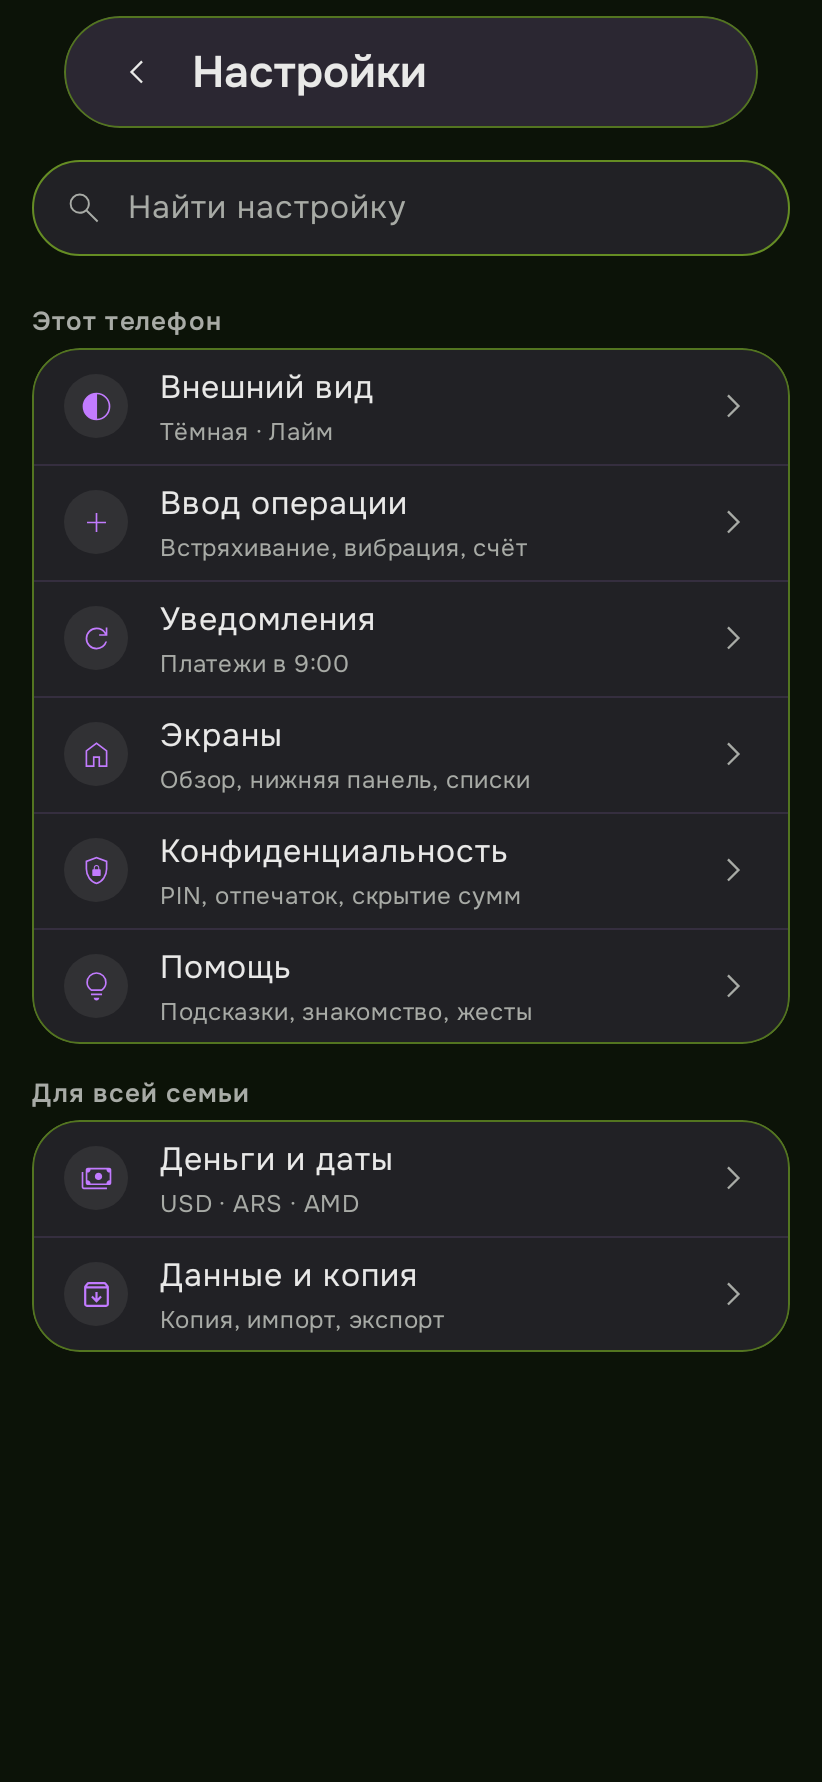 Настройки
Найти настройку
Этот телефон
Внешний вид
Тёмная · Лайм
Ввод операции
Встряхивание, вибрация, счёт
Уведомления
Платежи в 9:00
Экраны
Обзор, нижняя панель, списки
Конфиденциальность
PIN, отпечаток, скрытие сумм
Помощь
Подсказки, знакомство, жесты
Для всей семьи
Деньги и даты
USD · ARS · AMD
Данные и копия
Копия, импорт, экспорт